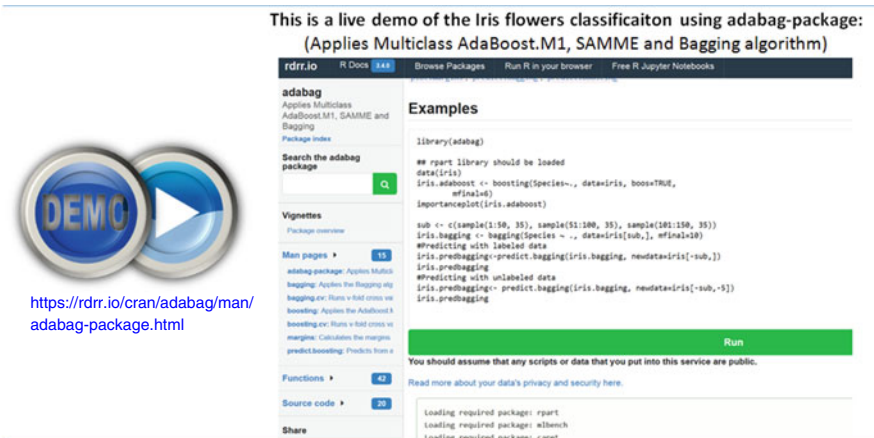 This is a live demo of the Iris flowers classificaiton using adabag-package:
(Applies Multiclass AdaBoost.M1, SAMME and Bagging algorithm)
rdrr.io R Docs 3.4.0 Browse Packages Run R in your browser Free R Jupyter Notebooks
adabag
Applies Multiclass
AdaBoost.M1, SAMME and
Bagging
Package index
Search the adabag
package
Vignettes
Package overview
Man pages 15
adabag-package: Applies Multicl
bagging: Applies the Bagging alg
bagging.cv: Runs v-fold cross val
boosting: Applies the AdaBoost.M
boosting.cv: Runs v-fold cross va
margins: Calculates the margins
predict.boosting: Predicts from a
Functions 42
Source code 20
Share
DEMO
https://rdrr.io/cran/adabag/man/
adabag-package.html
Examples
library(adabag)
## rpart library should be loaded
data(iris)
iris.adaboost <- boosting(Species~., data=iris, boos=TRUE,
mfinal=6)
importanceplot(iris.adaboost)
sub <- c(sample(1:50, 35), sample(51:100, 35), sample(101:150, 35))
iris.bagging <- bagging(Species ~ ., data=iris[sub,], mfinal=10)
#Predicting with labeled data
iris.predbagging<-predict.bagging(iris.bagging, newdata=iris[-sub,])
iris.predbagging
#Predicting with unlabeled data
iris.predbagging<- predict.bagging(iris.bagging, newdata=iris[-sub,-5])
iris.predbagging
Run
You should assume that any scripts or data that you put into this service are public.
Read more about your data's privacy and security here.
Loading required package: rpart
Loading required package: mlbench
Loading required package: caret